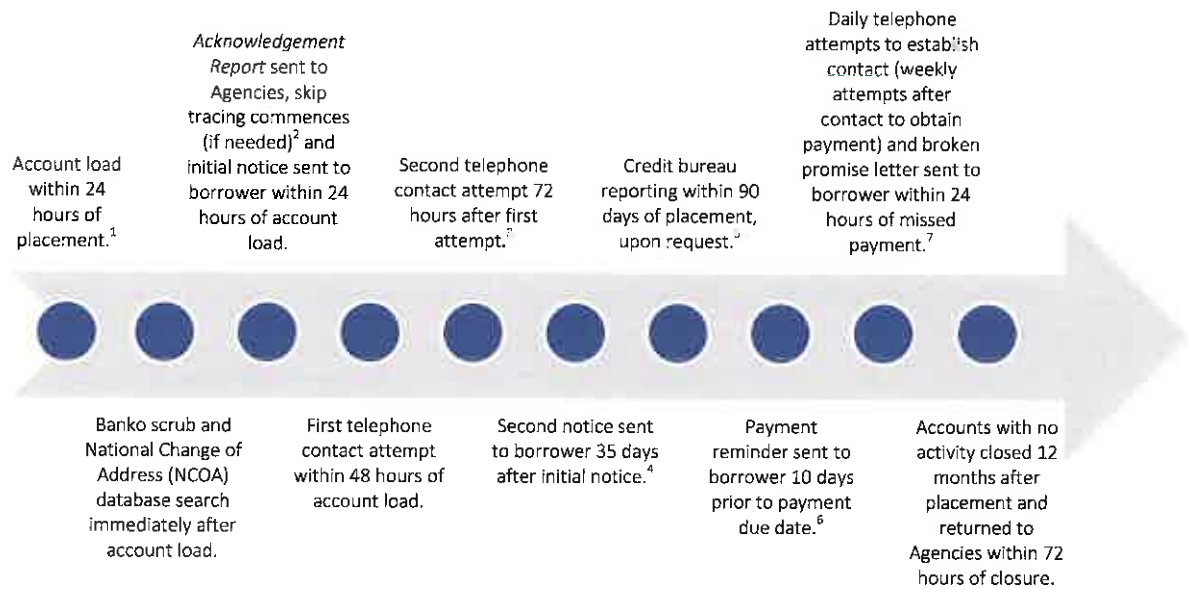 Account load
within 24
hours of
placement.1
Banko scrub and
National Change of
Address (NCOA)
database search
immediately after
account load.
Acknowledgement
Report sent to
Agencies, skip
tracing commences
(if needed)2 and
initial notice sent to
borrower within 24
hours of account
load.
First telephone
contact attempt
within 48 hours of
account load.
Second telephone
contact attempt 72
hours after first
attempt.
Second notice sent
to borrower 35 days
after initial notice.4
Credit bureau
reporting within 90
days of placement,
upon request.
Payment
reminder sent to
borrower 10 days
prior to payment
due date.6
Daily telephone
attempts to establish
contact (weekly
attempts after
contact to obtain
payment) and broken
promise letter sent to
borrower within 24
hours of missed
payment.7
Accounts with no
activity closed 12
months after
placement and
returned to
Agencies within 72
hours of closure.